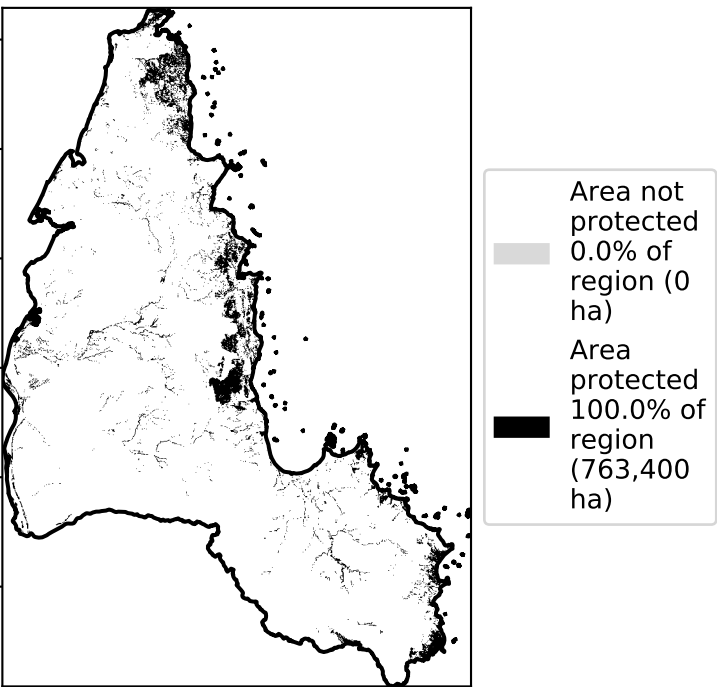 Area not
protected
0.0% of
region (0
ha)
Area
protected
100.0% of
region
(763,400
ha)